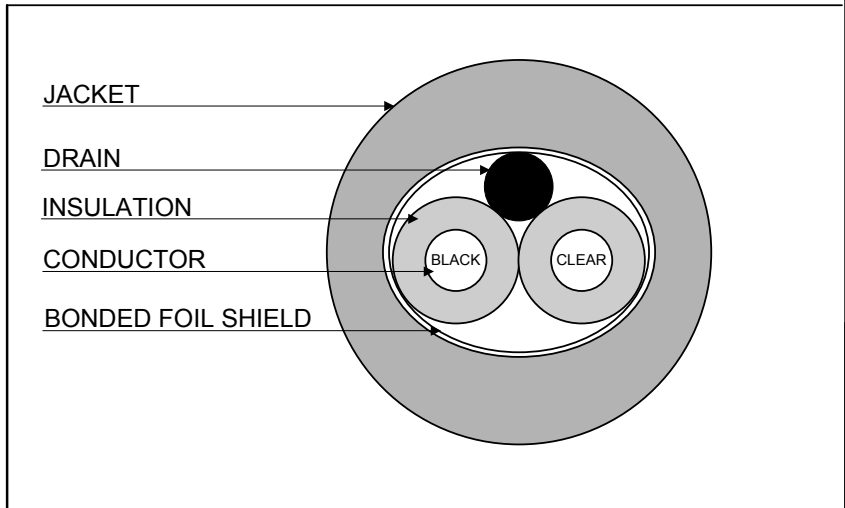 JACKET
DRAIN
INSULATION
CONDUCTOR
BLACK
CLEAR
BONDED FOIL SHIELD